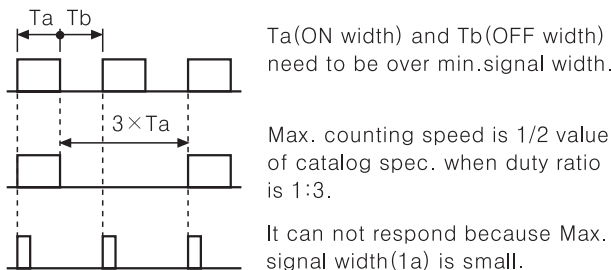 Ta Tb
Ta(ON width) and Tb(OFF width)
need to be over min.signal width.
3×Ta
Max. counting speed is 1/2 value
of catalog spec. when duty ratio
is 1:3.
It can not respond because Max.
signal width(1a) is small.